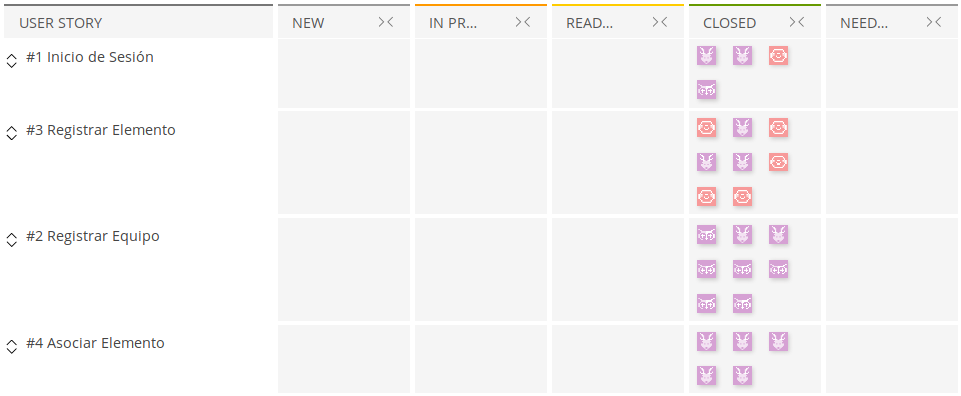 USER STORY NEW IN PR... READ... CLOSED NEED...
#1 Inicio de Sesión
#3 Registrar Elemento
#2 Registrar Equipo
#4 Asociar Elemento